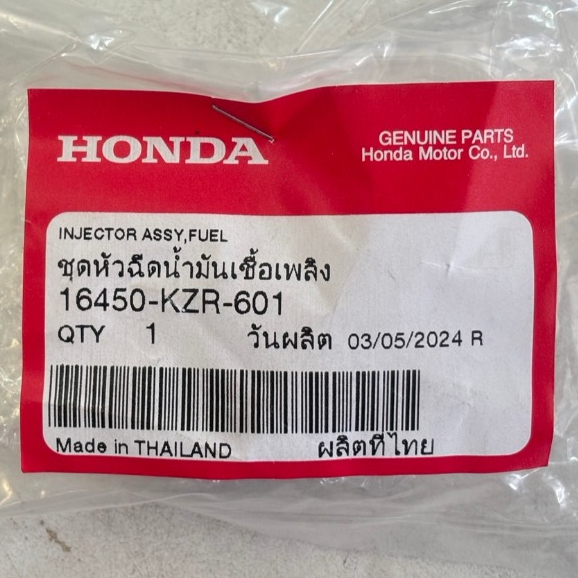 HONDA
GENUINE PARTS
Honda Motor Co., Ltd.
INJECTOR ASSY,FUEL
ชุดหัวฉีดน้ำมันเชื้อเพลิง
16450-KZR-601
QTY 1 วันผลิต 03/05/2024 R
Made in THAILAND ผลิตที่ไทย